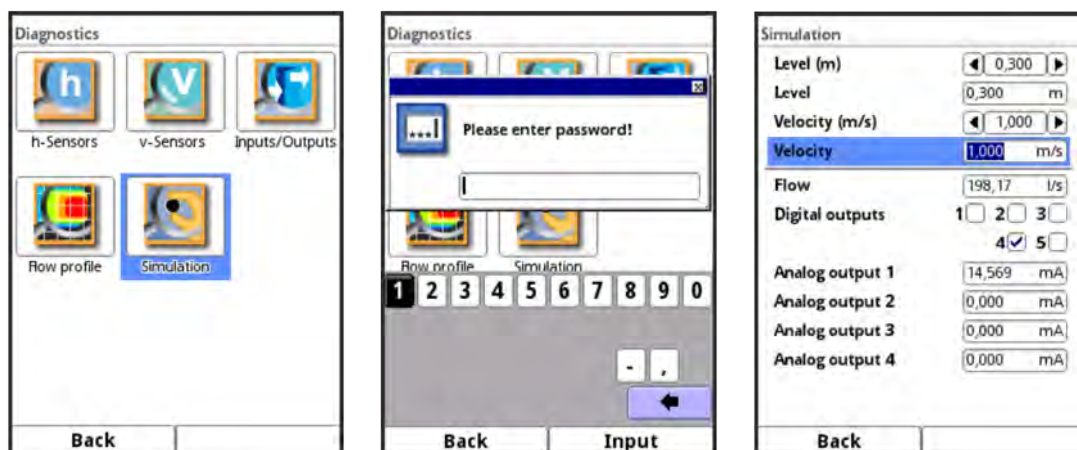 Diagnostics
h
V
h-Sensors v-Sensors Inputs/Outputs
Flow profile Simulation
Back
Diagnostics
...
Please enter password!
Flow profile Simulation
1 2 3 4 5 6 7 8 9 0
- ,
Back Input
Simulation
Level (m) 0,300
Level 0,300 m
Velocity (m/s) 1,000
Velocity 1,000 m/s
Flow 198,17 l/s
Digital outputs 1 2 3
4 5
Analog output 1 14,569 mA
Analog output 2 0,000 mA
Analog output 3 0,000 mA
Analog output 4 0,000 mA
Back